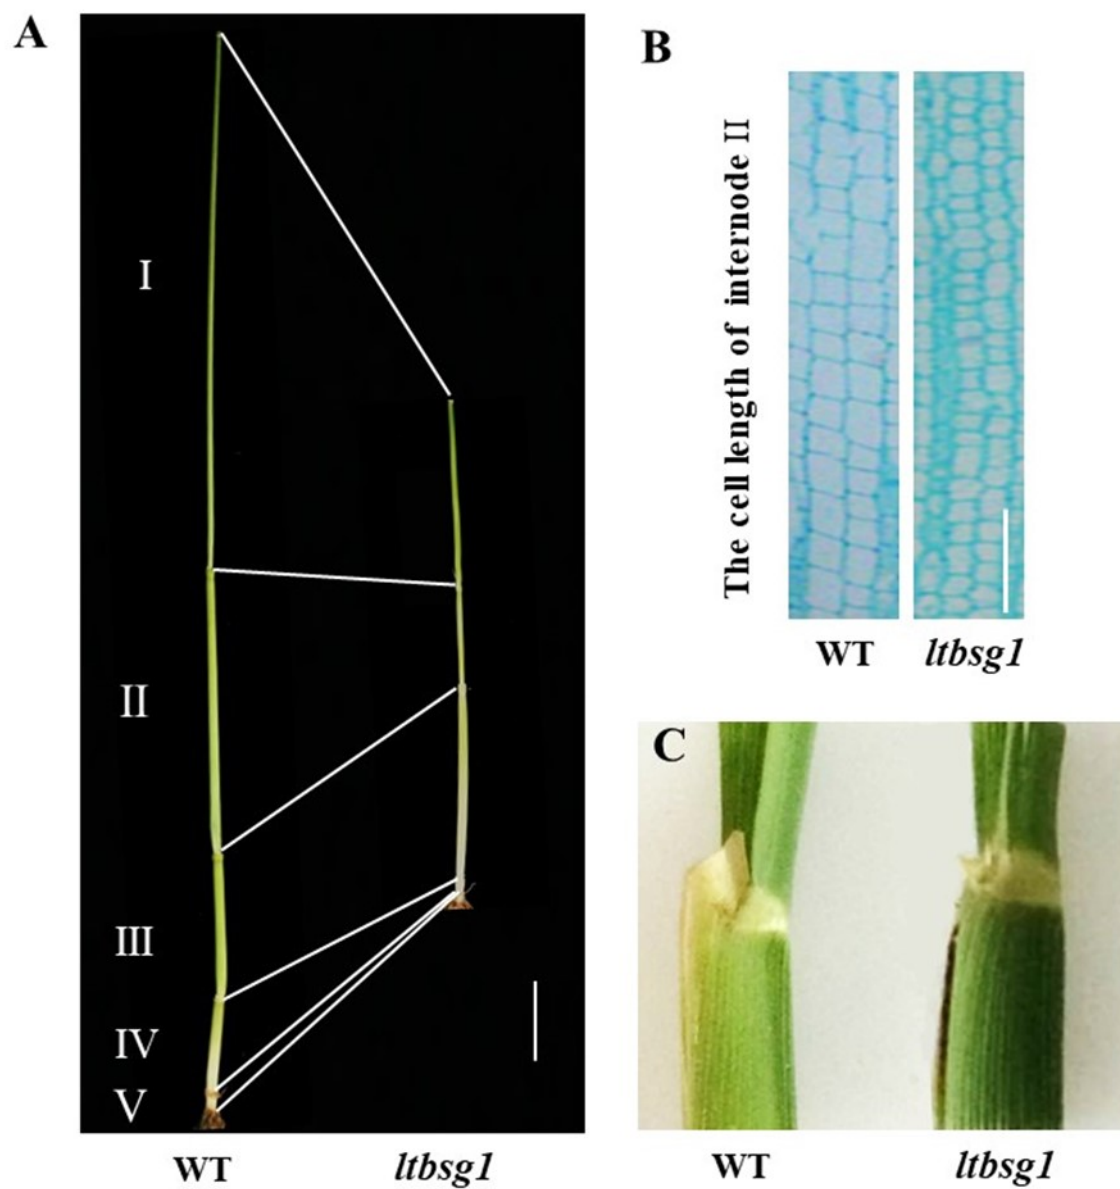 A
I
II
III
IV
V
WT ltbsg1
B
The cell length of internode II
WT ltbsg1
C
WT ltbsg1